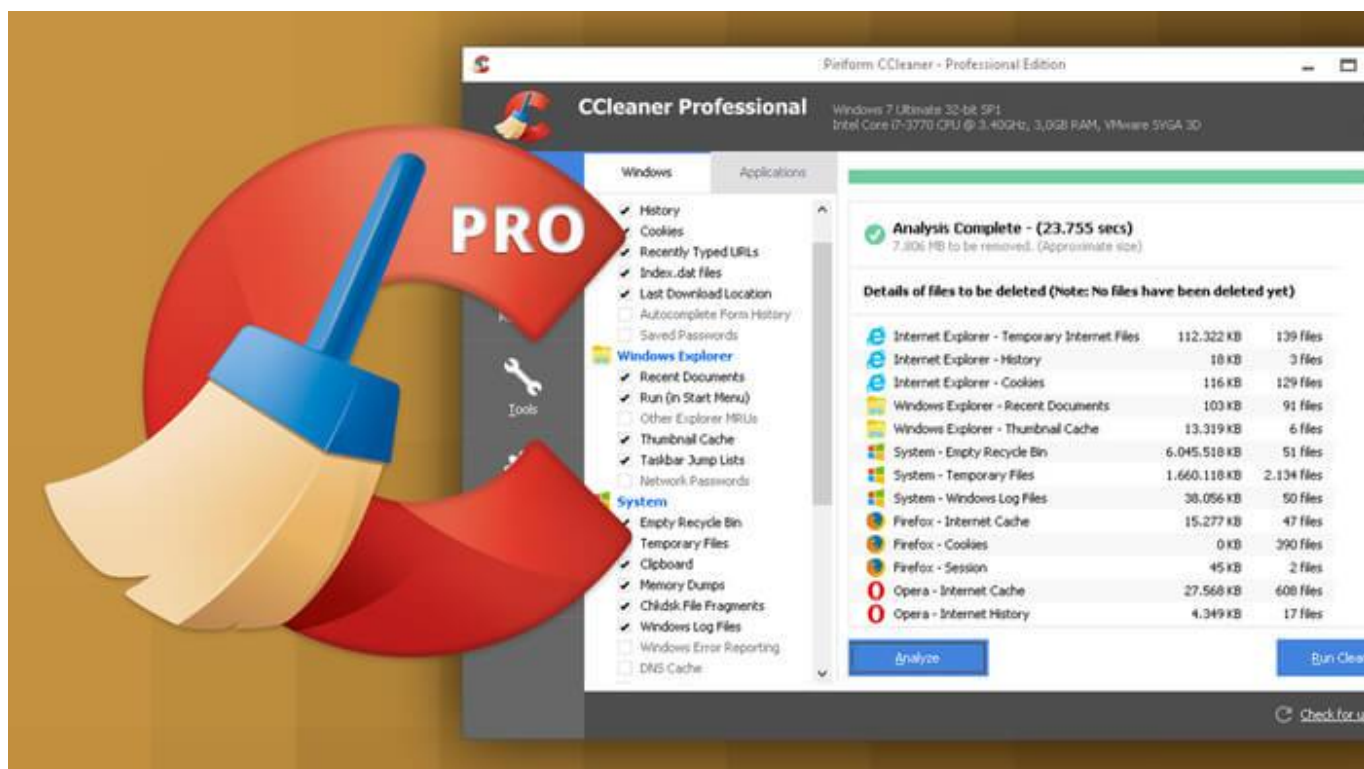 Piriform CCleaner - Professional Edition
CCleaner Professional
Windows 7 Ultimate 32-bit SP1
Intel Core i7-3770 CPU @ 3.40GHz, 3,0GB RAM, VMware SVGA 3D
PRO
Tools
Windows Applications
History
Cookies
Recently Typed URLs
Index.dat files
Last Download Location
Autocomplete Form History
Saved Passwords
Windows Explorer
Recent Documents
Run (in Start Menu)
Other Explorer MRUs
Thumbnail Cache
Taskbar Jump Lists
Network Passwords
System
Empty Recycle Bin
Temporary Files
Clipboard
Memory Dumps
Chkdsk File Fragments
Windows Log Files
Windows Error Reporting
DNS Cache
Analysis Complete - (23.755 secs)
7.806 MB to be removed. (Approximate size)
Details of files to be deleted (Note: No files have been deleted yet)
Internet Explorer - Temporary Internet Files 112.322 KB 139 files
Internet Explorer - History 18 KB 3 files
Internet Explorer - Cookies 116 KB 129 files
Windows Explorer - Recent Documents 103 KB 91 files
Windows Explorer - Thumbnail Cache 13.319 KB 6 files
System - Empty Recycle Bin 6.045.518 KB 51 files
System - Temporary Files 1.660.118 KB 2.134 files
System - Windows Log Files 38.056 KB 50 files
Firefox - Internet Cache 15.277 KB 47 files
Firefox - Cookies 0 KB 390 files
Firefox - Session 45 KB 2 files
Opera - Internet Cache 27.568 KB 608 files
Opera - Internet History 4.349 KB 17 files
Analyze
Run Clea
Check for u